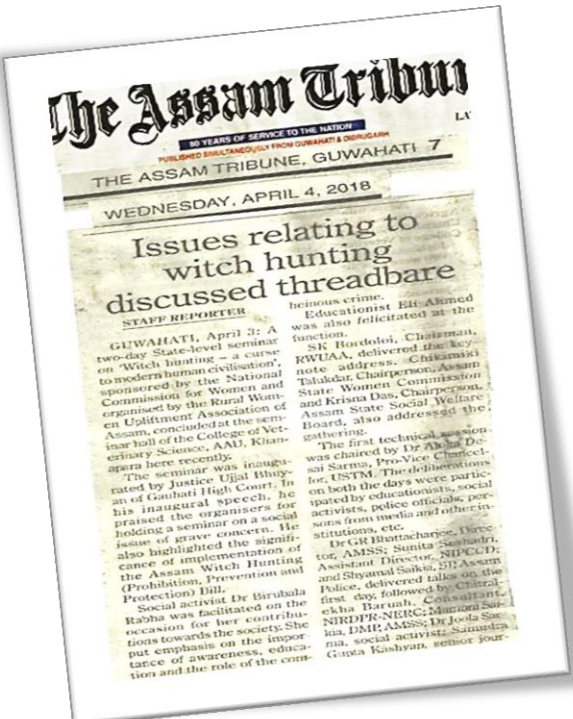 The Assam Tribun
LA
80 YEARS OF SERVICE TO THE NATION
PUBLISHED SIMULTANEOUSLY FROM GUWAHATI & DIBRUGARH
THE ASSAM TRIBUNE, GUWAHATI 7
WEDNESDAY, APRIL 4, 2018
Issues relating to
witch hunting
discussed threadbare
STAFF REPORTER
GUWAHATI, April 3: A
two-day State-level seminar
on 'Witch hunting – a curse
to modern human civilisation',
sponsored by the National
Commission for Women and
organised by the Rural Wom-
en Upliftment Association of
Assam, concluded at the sem-
inar hall of the College of Vet-
erinary Science, AAU, Khan-
apara here recently.
The seminar was inaugu-
rated by Justice Ujjal Bhuy-
an of Gauhati High Court. In
his inaugural speech, he
praised the organisers for
holding a seminar on a social
issue of grave concern. He
also highlighted the signifi-
cance of implementation of
the Assam Witch Hunting
(Prohibition, Prevention and
Protection) Bill.
Social activist Dr Birubala
Rabha was facilitated on the
occasion for her contribu-
tions towards the society. She
put emphasis on the impor-
tance of awareness, educa-
tion and the role of the com-
heinous crime.
Educationist Eli Ahmed
was also felicitated at the
function.
SK Bordoloi, Chairman,
RWUAA, delivered the key-
note address. Chikimiki
Talukdar, Chairperson, Assam
State Women Commission
and Krisna Das, Chairperson,
Assam State Social Welfare
Board, also addressed the
gathering.
The first technical session
was chaired by Dr De-
sai Sarma, Pro-Vice Chancel-
lor, USTM. The deliberations
on both the days were partic-
ipated by educationists, social
activists, police officials, per-
sons from media and other in-
stitutions, etc.
Dr GR Bhattacharjee, Direc-
tor, AMSS; Sunita
Assistant Director, NIPCCD;
and Shyamal Saikia, SP, Assam
Police, delivered talks on the
first day, followed by Chitral-
ekha Baruah, Consultant,
NIRDPR-NERC; Mamoni Sai-
kia, DMP, AMSS; Dr Joola Sar-
ma, social activist; Samudra
Gupta Kashyap, senior jour-